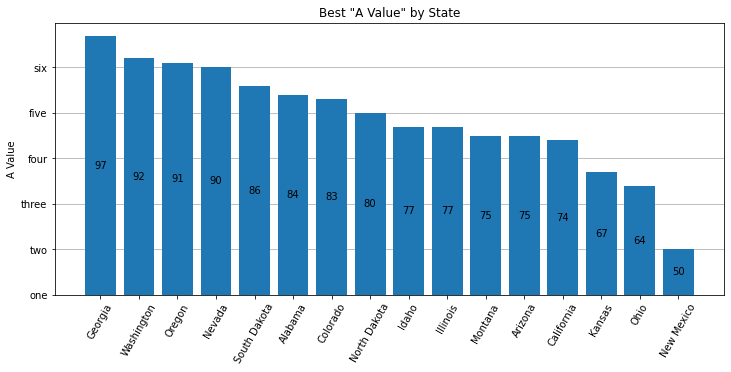 Best "A Value" by State
A Value
six
five
four
three
two
one
97
92
91
90
86
84
83
80
77
77
75
75
74
67
64
50
Georgia
Washington
Oregon
Nevada
South Dakota
Alabama
Colorado
North Dakota
Idaho
Illinois
Montana
Arizona
California
Kansas
Ohio
New Mexico